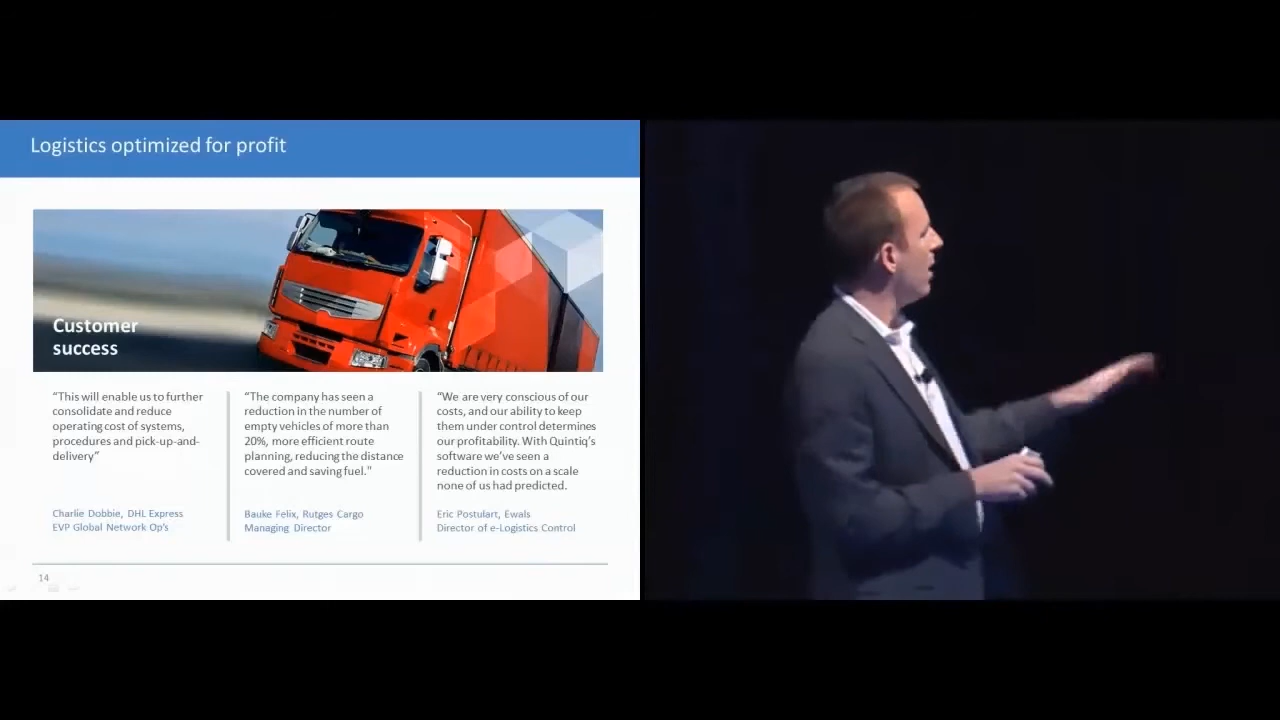 Logistics optimized for profit
Customer
success
“This will enable us to further
consolidate and reduce
operating cost of systems,
procedures and pick-up-and-
delivery”
Charlie Dobbie, DHL Express
EVP Global Network Op’s
“The company has seen a
reduction in the number of
empty vehicles of more than
20%, more efficient route
planning, reducing the distance
covered and saving fuel."
Bauke Felix, Rutges Cargo
Managing Director
“We are very conscious of our
costs, and our ability to keep
them under control determines
our profitability. With Quintiq’s
software we’ve seen a
reduction in costs on a scale
none of us had predicted.
Eric Postulart, Ewals
Director of e-Logistics Control
14